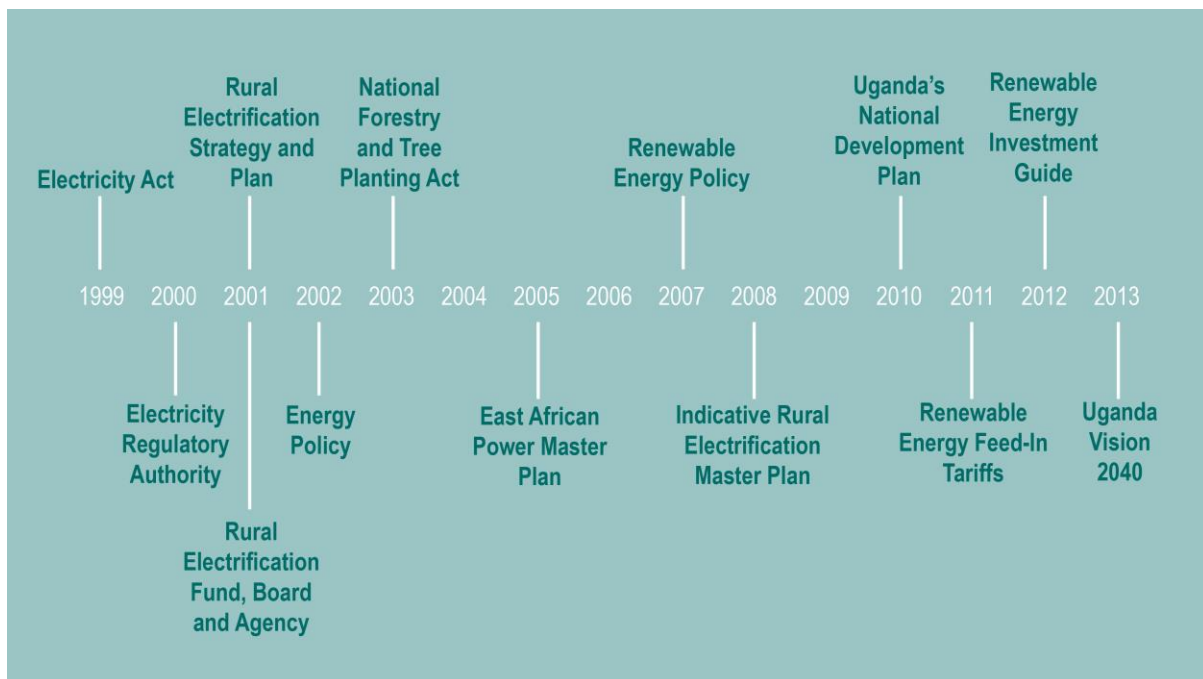 Electricity Act
Rural
Electrification
Strategy and
Plan
National
Forestry
and Tree
Planting Act
Renewable
Energy Policy
Uganda's
National
Development
Plan
Renewable
Energy
Investment
Guide
1999 2000 2001 2002 2003 2004 2005 2006 2007 2008 2009 2010 2011 2012 2013
Electricity
Regulatory
Authority
Rural
Electrification
Fund, Board
and Agency
Energy
Policy
East African
Power Master
Plan
Indicative Rural
Electrification
Master Plan
Renewable
Energy Feed-In
Tariffs
Uganda
Vision
2040